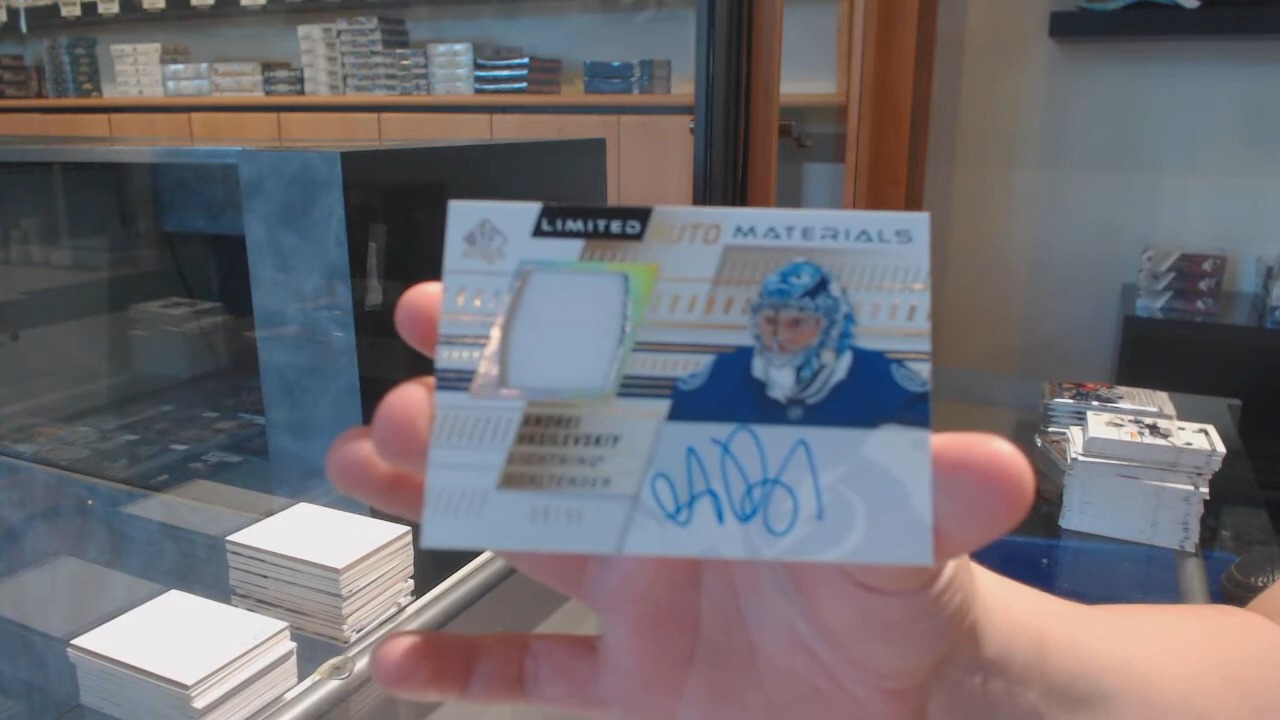 LIMITED AUTO MATERIALS
ANDREI
VASILEVSKIY
LIGHTNING®
GOALTENDER